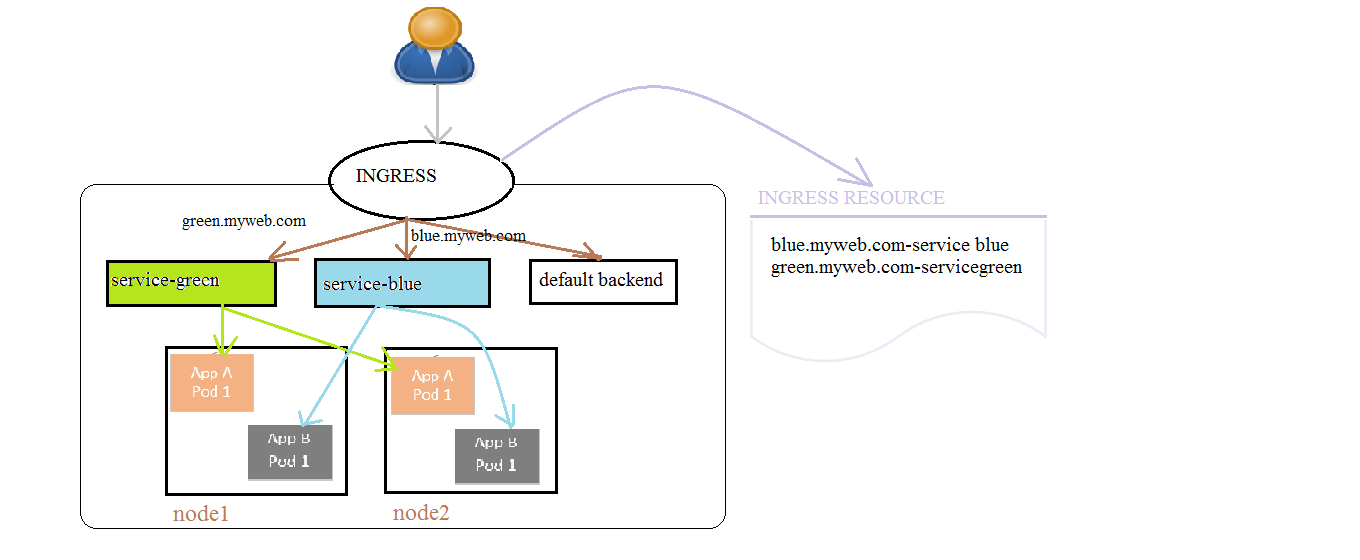 INGRESS
INGRESS RESOURCE
green.myweb.com
blue.myweb.com
blue.myweb.com-service blue
green.myweb.com-servicegreen
service-green
service-blue
default backend
App A
Pod 1
App A
Pod 1
App B
Pod 1
App B
Pod 1
node1
node2